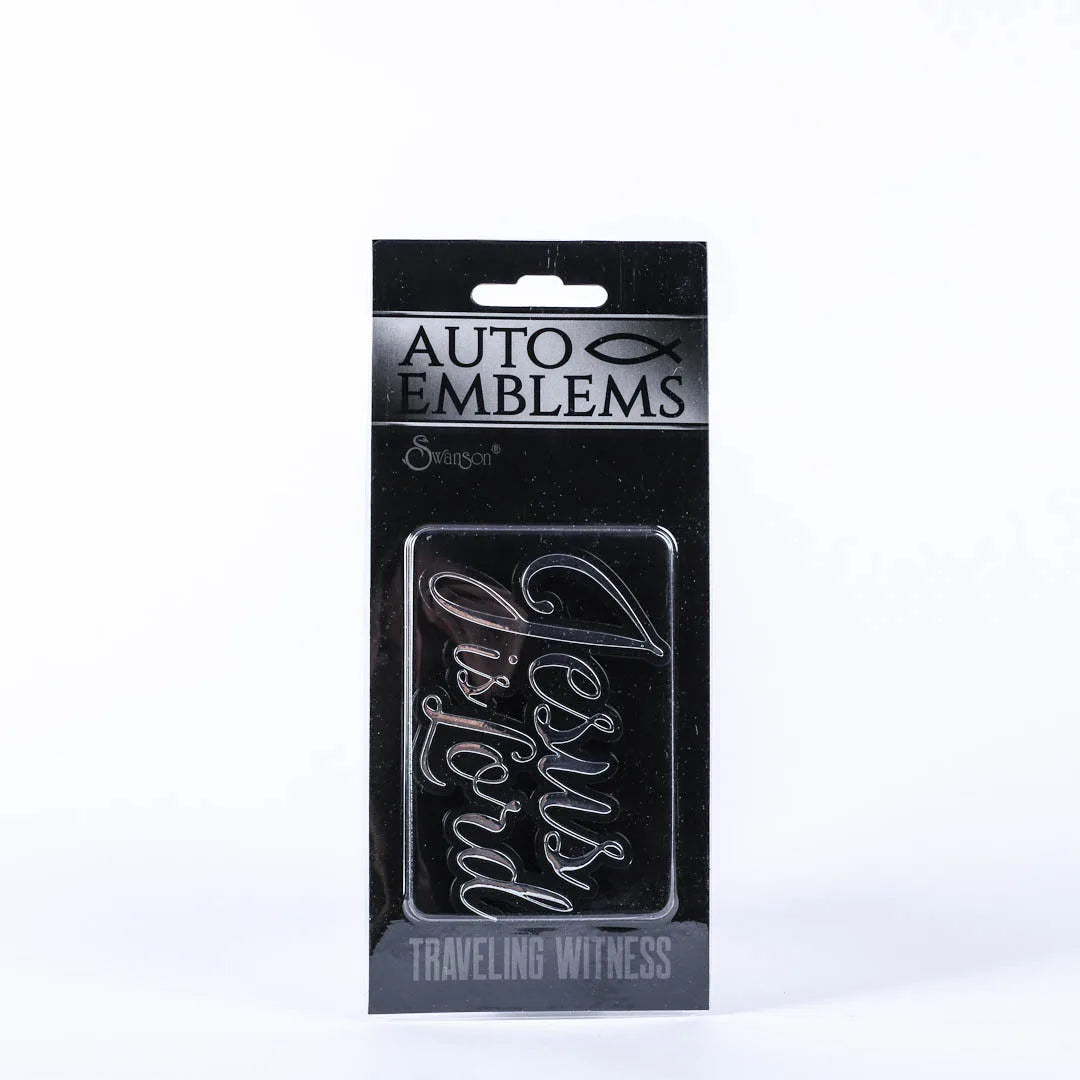 AUTO
EMBLEMS
Swanson®
Jesus
is Lord
TRAVELING WITNESS